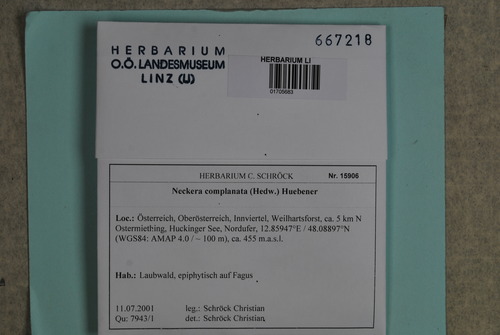 HERBARIUM
O.Ö. LANDESMUSEUM
LINZ (LI)
667218
HERBARIUM LI
01705683
HERBARIUM C. SCHRÖCK Nr. 15906
Neckera complanata (Hedw.) Huebener
Loc.: Österreich, Oberösterreich, Innviertel, Weilhartsforst, ca. 5 km N
Ostermiething, Huckinger See, Nordufer, 12.85947°E / 48.08897°N
(WGS84: AMAP 4.0 / ~ 100 m), ca. 455 m.a.s.l.
Hab.: Laubwald, epiphytisch auf Fagus
11.07.2001 leg.: Schröck Christian
Qu: 7943/1 det.: Schröck Christian